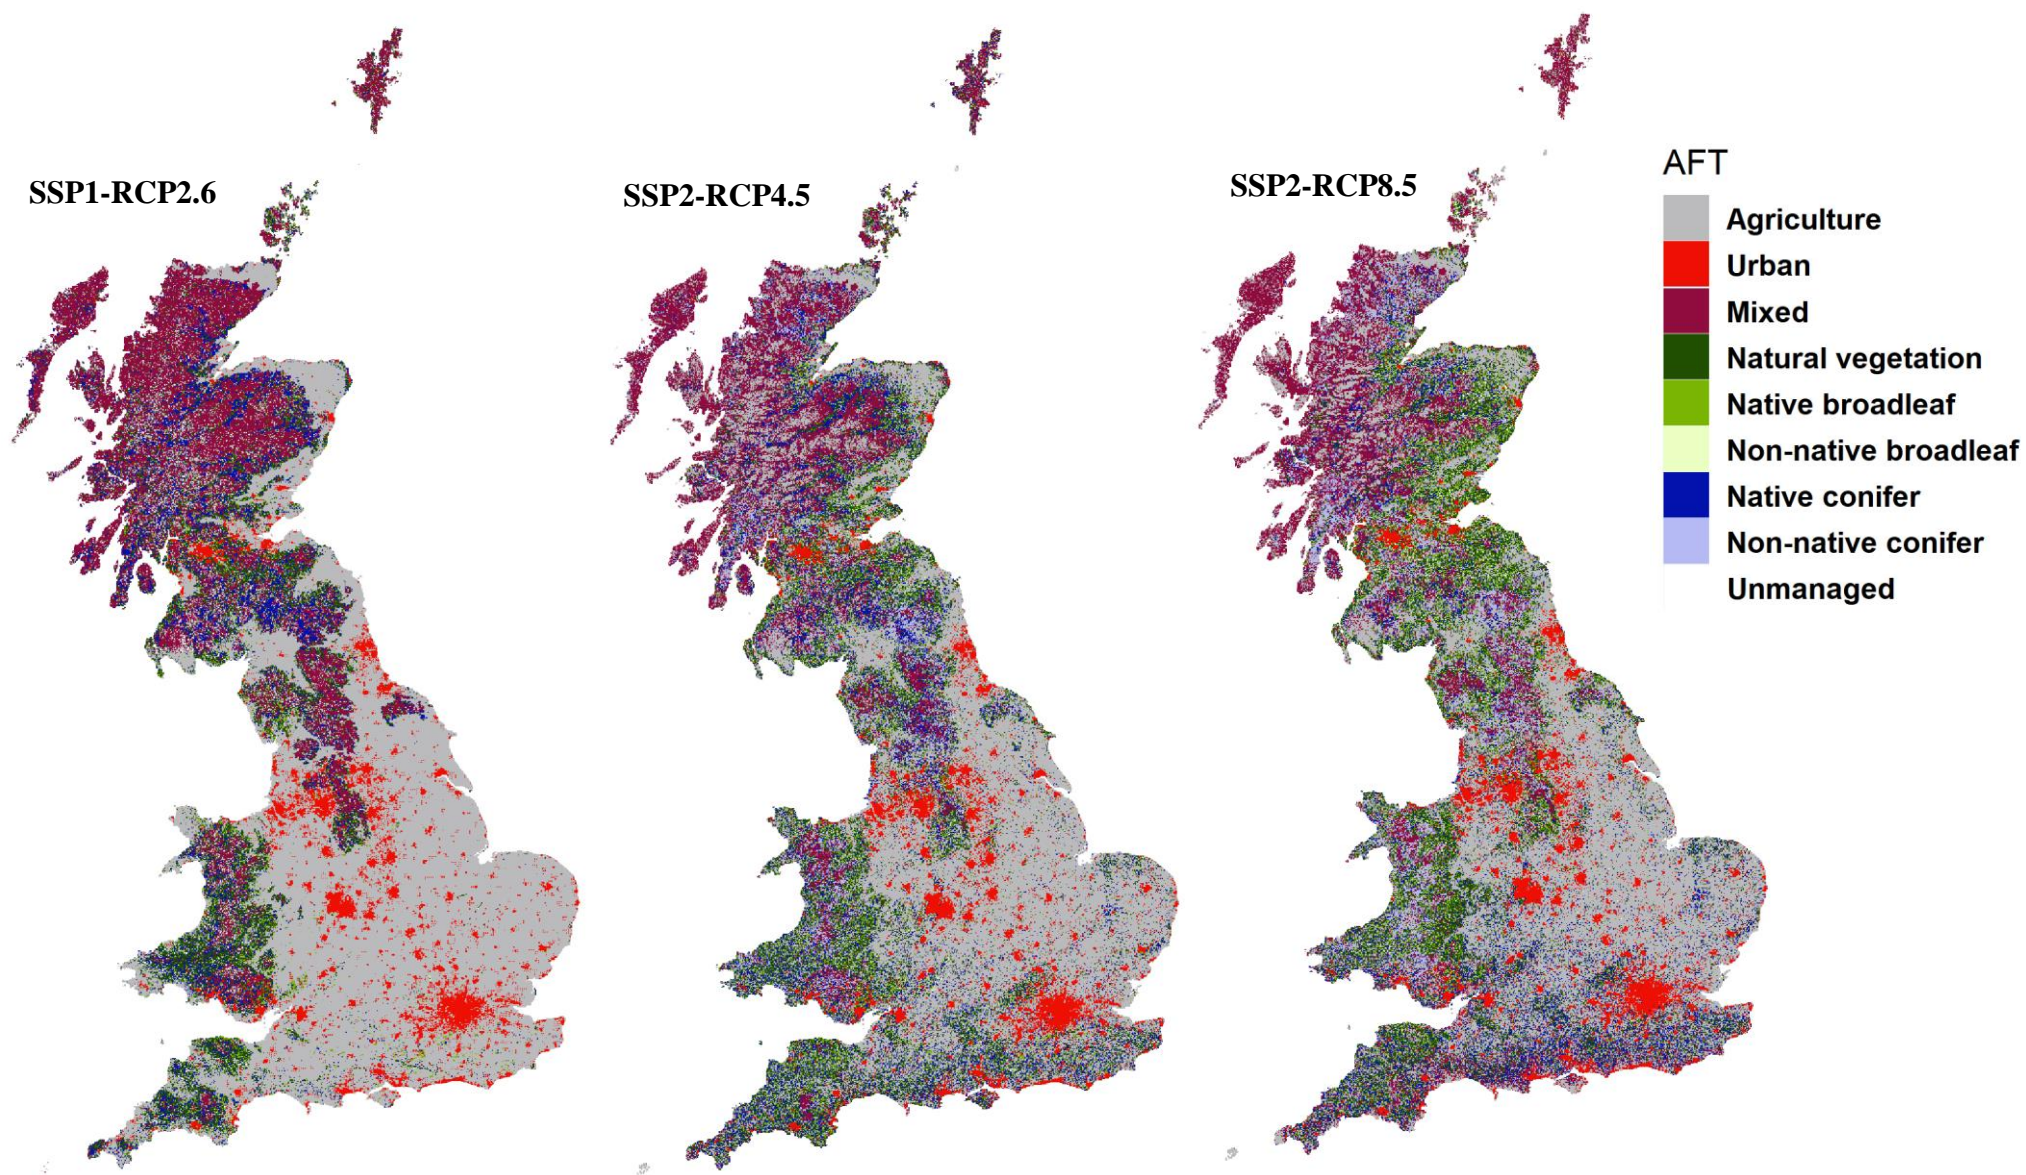 SSP1-RCP2.6
SSP2-RCP4.5
SSP2-RCP8.5
AFT
Agriculture
Urban
Mixed
Natural vegetation
Native broadleaf
Non-native broadleaf
Native conifer
Non-native conifer
Unmanaged